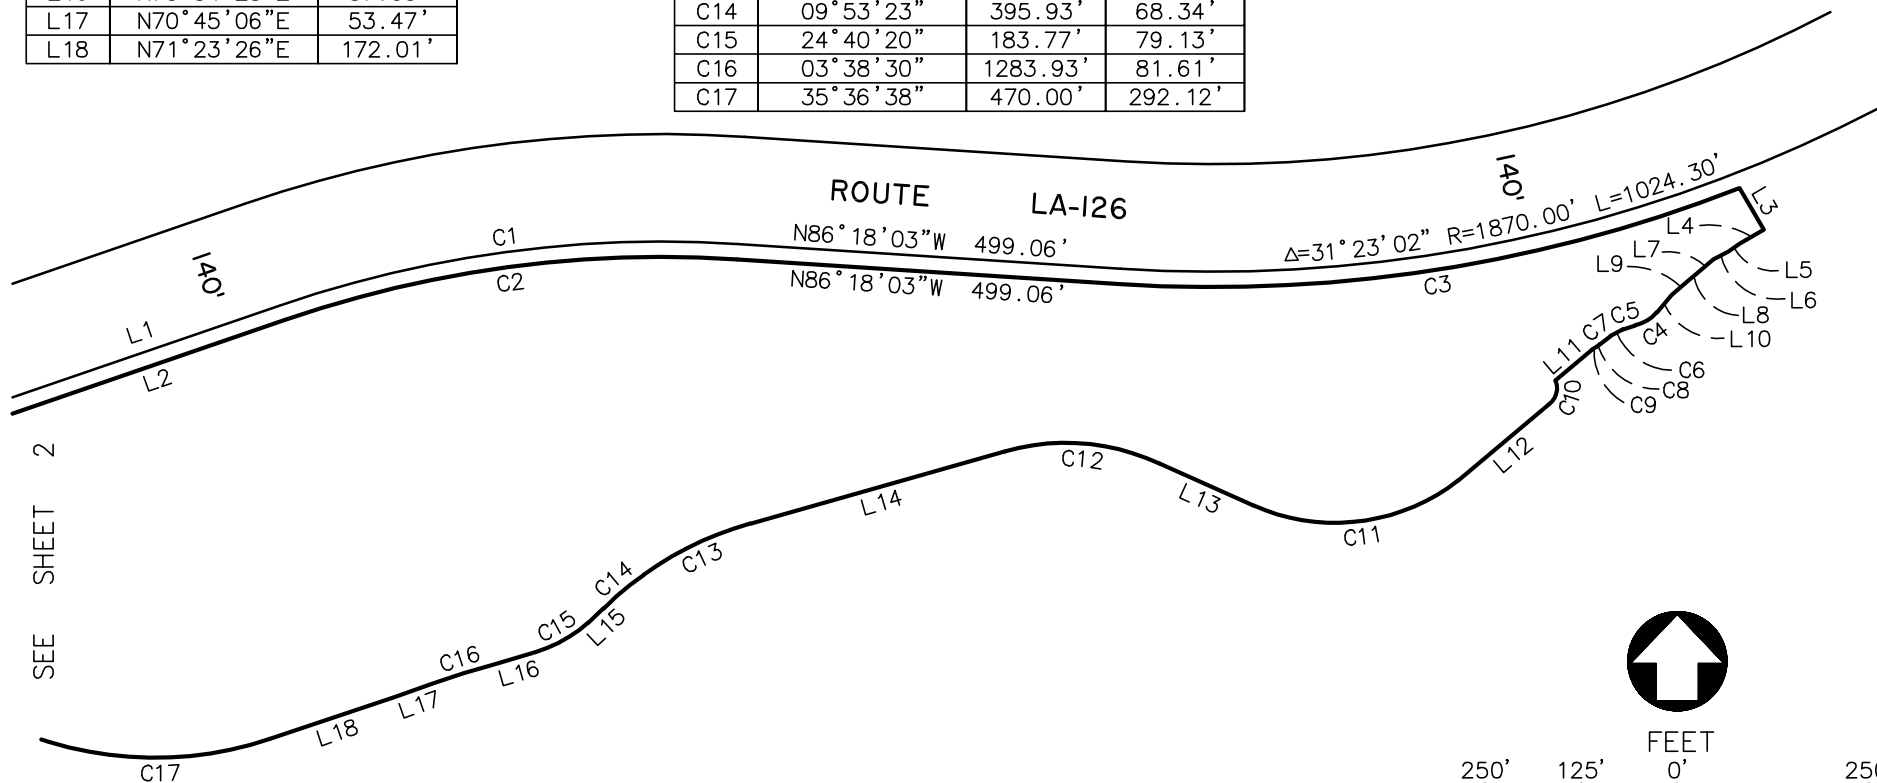 L17 N70°45'06"E 53.47'
L18 N71°23'26"E 172.01'
C14 09°53'23" 395.93' 68.34'
C15 24°40'20" 183.77' 79.13'
C16 03°38'30" 1283.93' 81.61'
C17 35°36'38" 470.00' 292.12'
140'
ROUTE LA-126
140'
C1
N86°18'03"W 499.06'
Δ=31°23'02" R=1870.00' L=1024.30'
L3
L4
C2
N86°18'03"W 499.06'
C3
L7
L9
L5
L6
L8
L10
L1
L2
C5
C7
C4
L11
C6
C8
C9
C10
L12
C12
L13
C11
L14
C13
C14
L15
C15
L16
C16
L17
L18
C17
SEE SHEET 2
FEET
250' 125' 0'